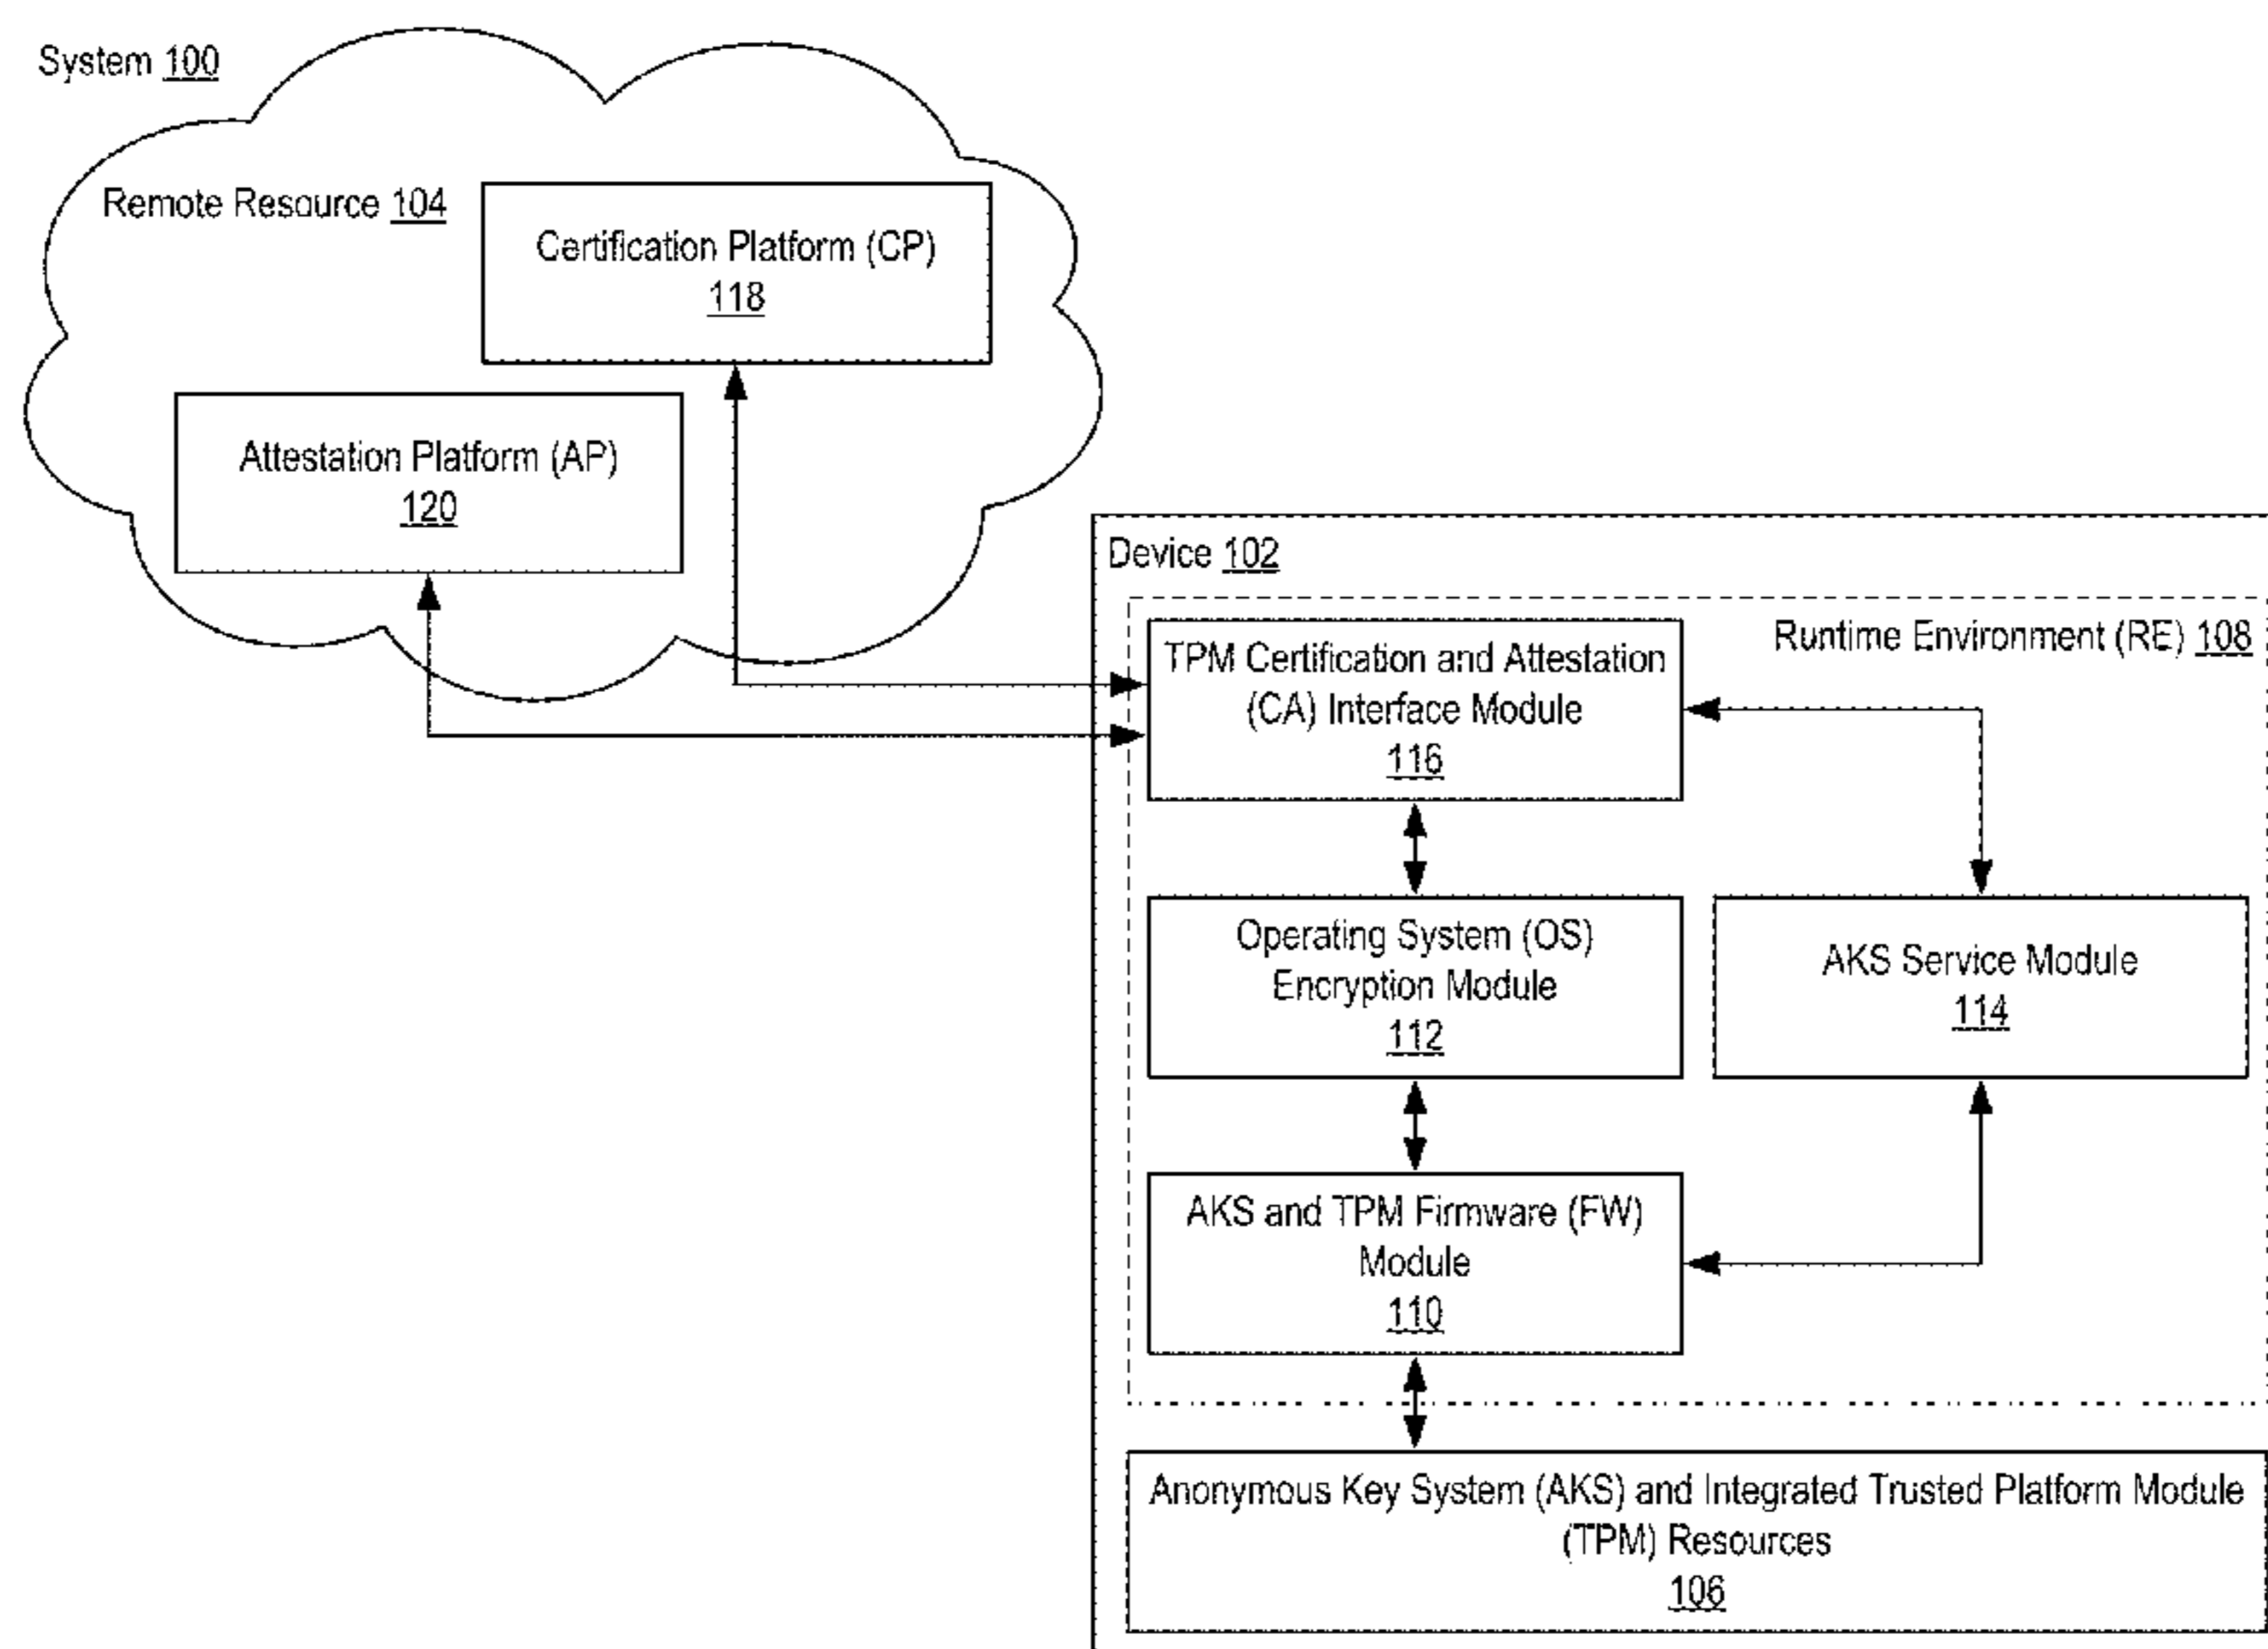 System 100
Remote Resource 104
Certification Platform (CP)
118
Attestation Platform (AP)
120
Device 102
Runtime Environment (RE) 108
TPM Certification and Attestation
(CA) Interface Module
116
Operating System (OS)
Encryption Module
112
AKS Service Module
114
AKS and TPM Firmware (FW)
Module
110
Anonymous Key System (AKS) and Integrated Trusted Platform Module
(TPM) Resources
106